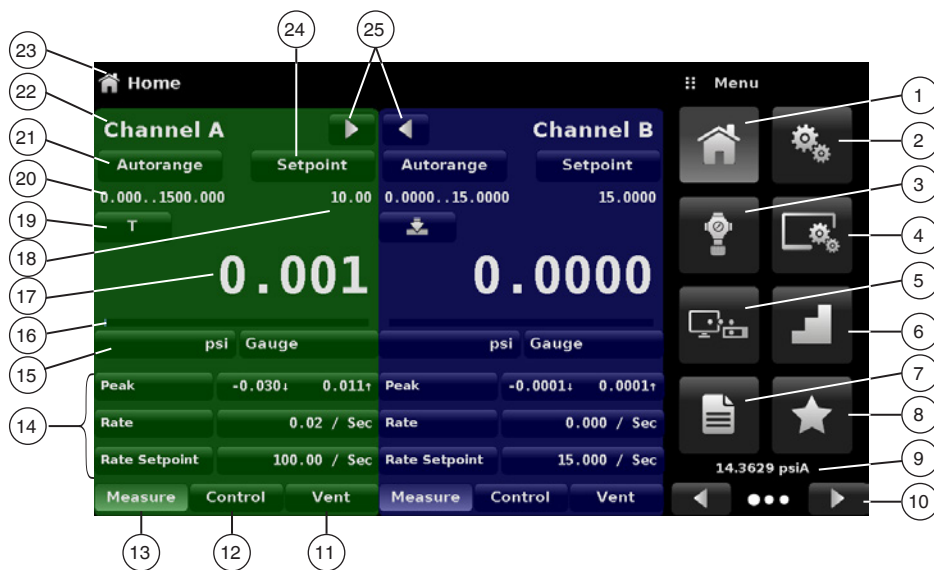 24 25
23 Home Menu
22 Channel A Channel B 1
21 Autorange Setpoint Autorange Setpoint 2
20 0.000..1500.000 10.00 0.0000..15.0000 15.0000 3
19 T 4
18
17 0.001 0.0000
16 5
15 psi Gauge psi Gauge 6
14 Peak -0.030↓ 0.011↑ Peak -0.0001↓ 0.0001↑ 7
Rate 0.02 / Sec Rate 0.000 / Sec 8
Rate Setpoint 100.00 / Sec Rate Setpoint 15.000 / Sec 14.3629 psiA 9
Measure Control Vent Measure Control Vent 10
13 12 11